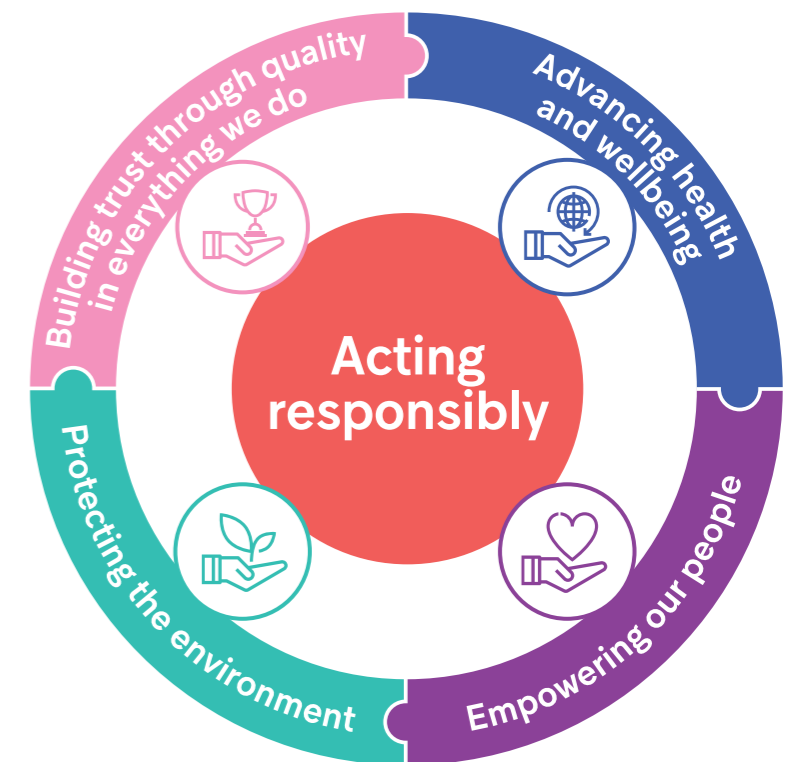 Building trust through quality
in everything we do
Advancing health
and wellbeing
Acting
responsibly
Protecting the environment
Empowering our people